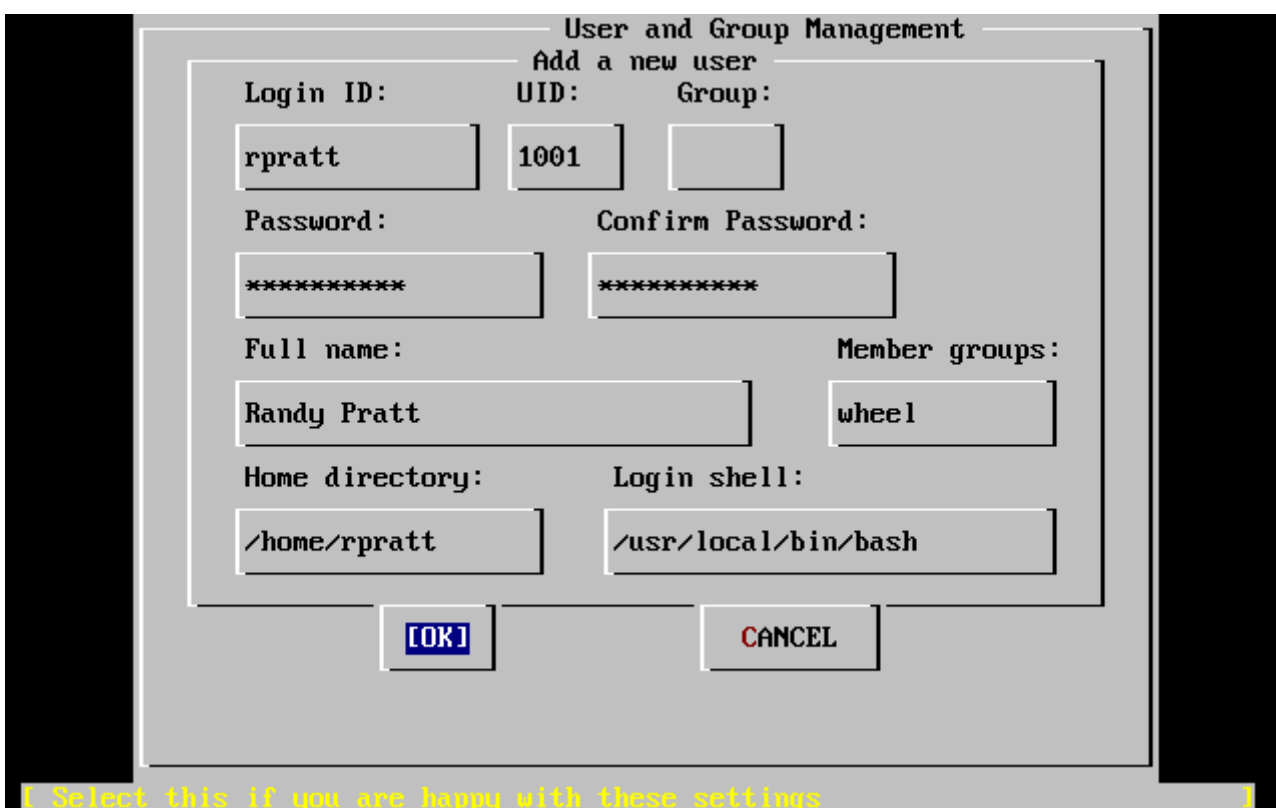 User and Group Management
Add a new user
Login ID: UID: Group:
rpratt 1001
Password: Confirm Password:
********** **********
Full name: Member groups:
Randy Pratt wheel
Home directory: Login shell:
/home/rpratt /usr/local/bin/bash
[OK] CANCEL
[ Select this if you are happy with these settings ]